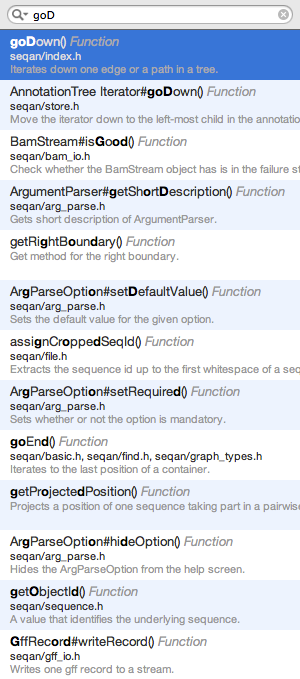 goD
goDown() Function
seqan/index.h
Iterates down one edge or a path in a tree.
AnnotationTree Iterator#goDown() Function
seqan/store.h
Move the iterator down to the left-most child in the annotation
BamStream#isGood() Function
seqan/bam_io.h
Check whether the BamStream object has is in the failure st
ArgumentParser#getShortDescription() Function
seqan/arg_parse.h
Gets short description of ArgumentParser.
getRightBoundary() Function
Get method for the right boundary.
ArgParseOption#setDefaultValue() Function
seqan/arg_parse.h
Sets the default value for the given option.
assignCroppedSeqId() Function
seqan/file.h
Extracts the sequence id up to the first whitespace of a seq
ArgParseOption#setRequired() Function
seqan/arg_parse.h
Sets whether or not the option is mandatory.
goEnd() Function
seqan/basic.h, seqan/find.h, seqan/graph_types.h
Iterates to the last position of a container.
getProjectedPosition() Function
Projects a position of one sequence taking part in a pairwise
ArgParseOption#hideOption() Function
seqan/arg_parse.h
Hides the ArgParseOption from the help screen.
getObjectId() Function
seqan/sequence.h
A value that identifies the underlying sequence.
GffRecord#writeRecord() Function
seqan/gff_io.h
Writes one gff record to a stream.